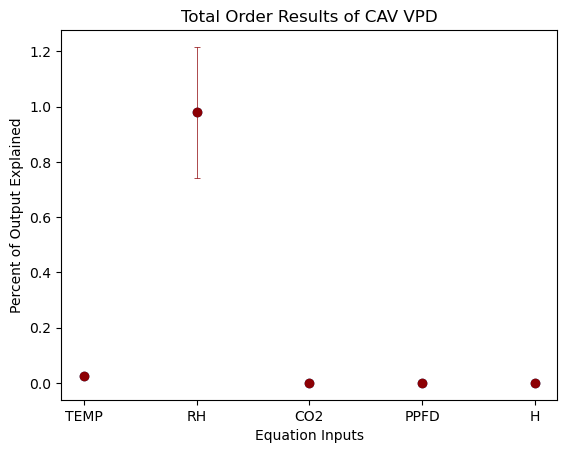 Total Order Results of CAV VPD
Percent of Output Explained
1.2
1.0
0.8
0.6
0.4
0.2
0.0
TEMP RH CO2 PPFD H
Equation Inputs